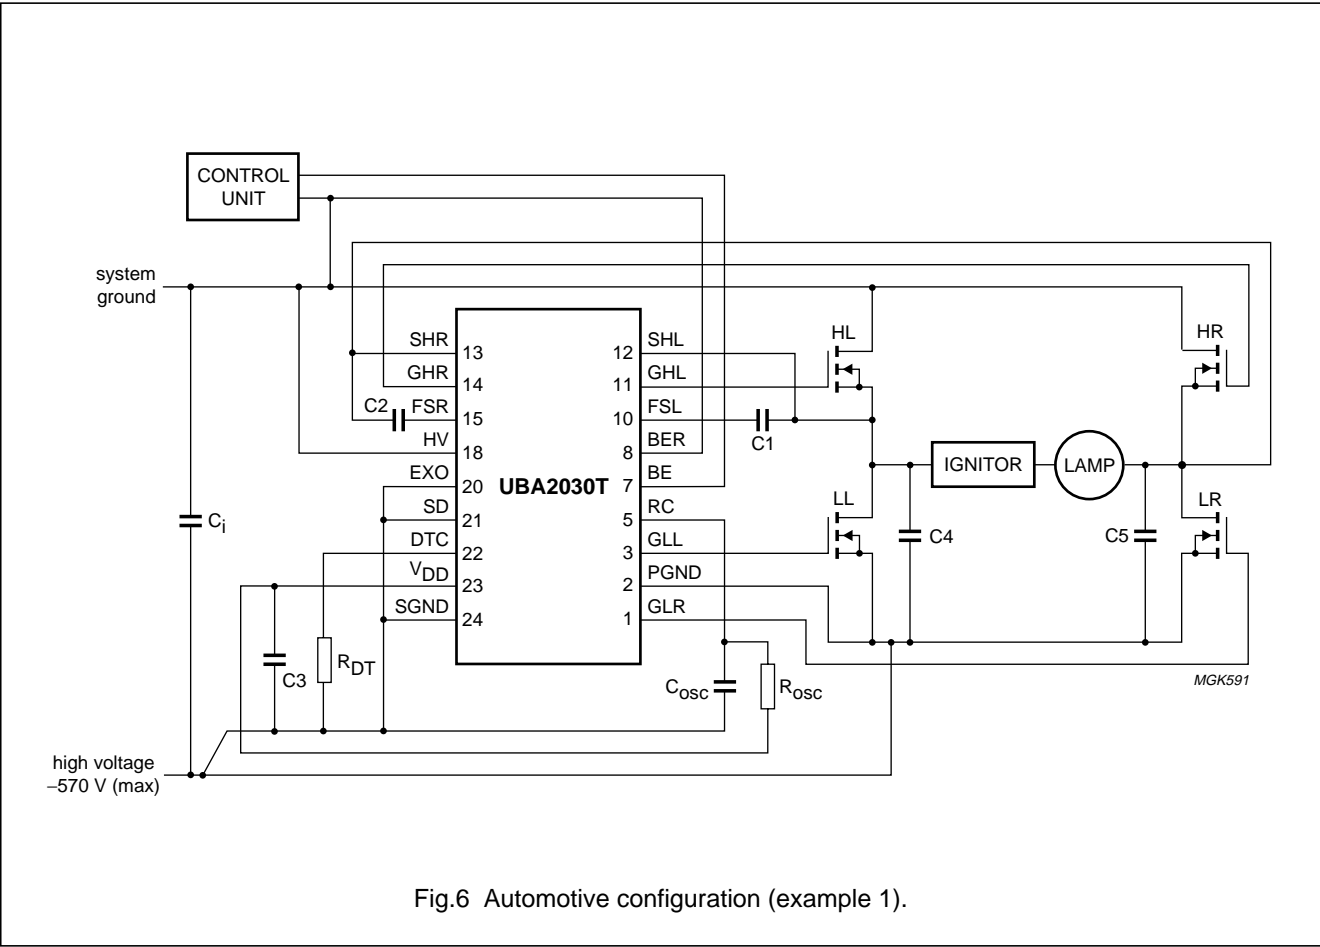 CONTROL
UNIT
system
ground
SHR
13
GHR
14
C2
FSR
15
HV
18
EXO
20
SD
21
DTC
22
VDD
23
SGND
24
UBA2030T
12
SHL
11
GHL
10
FSL
8
BER
7
BE
5
RC
3
GLL
2
PGND
1
GLR
C1
HL
HR
IGNITOR
LAMP
LL
LR
C4
C5
Ci
C3
RDT
Cosc
Rosc
MGK591
high voltage
−570 V (max)
Fig.6 Automotive configuration (example 1).